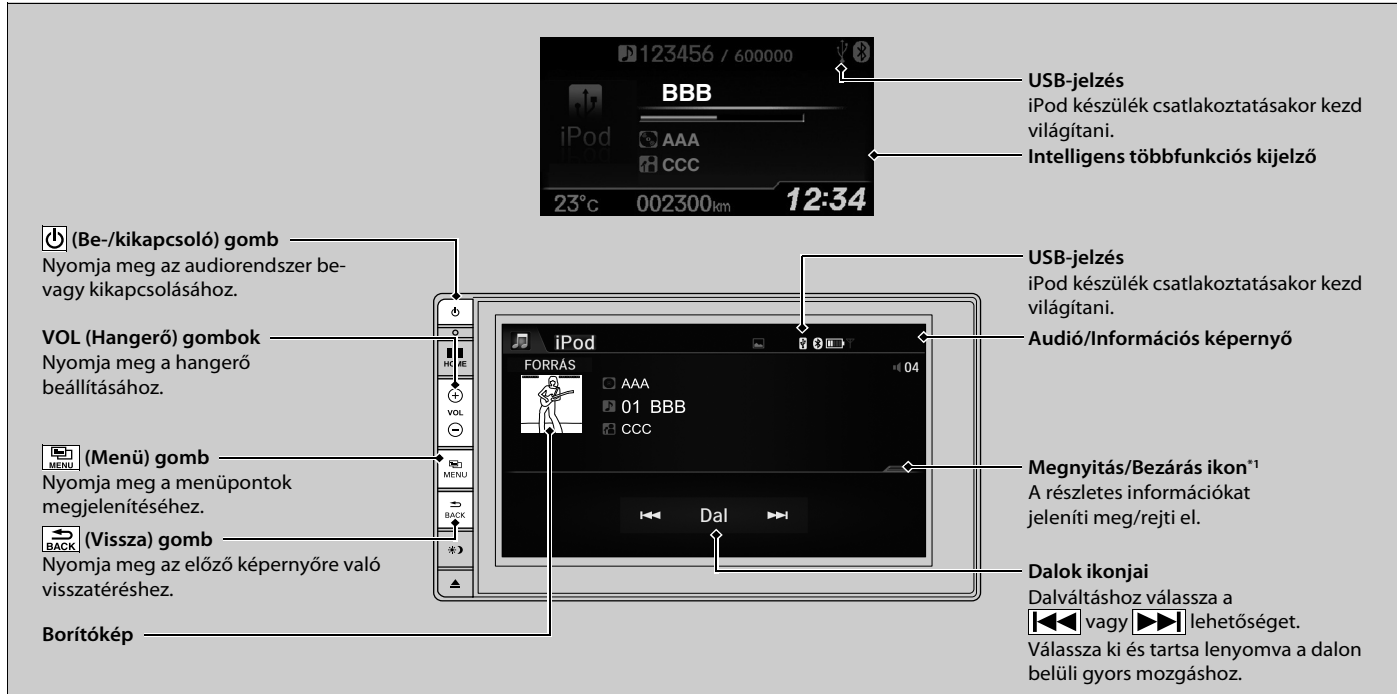 123456 / 600000
BBB
iPod
AAA
CCC
23°C 002300km 12:34
USB-jelzés
iPod készülék csatlakoztatásakor kezd
világítani.
Intelligens többfunkciós kijelző
(Be-/kikapcsoló) gomb
Nyomja meg az audiorendszer be-
vagy kikapcsolásához.
VOL (Hangerő) gombok
Nyomja meg a hangerő
beállításához.
MENU (Menü) gomb
Nyomja meg a menüpontok
megjelenítéséhez.
BACK (Vissza) gomb
Nyomja meg az előző képernyőre való
visszatéréshez.
Borítókép
HOME
VOL
MENU
BACK
iPod
FORRÁS
04
AAA
01 BBB
CCC
Dal
USB-jelzés
iPod készülék csatlakoztatásakor kezd
világítani.
Audió/Információs képernyő
Megnyitás/Bezárás ikon*1
A részletes információkat
jeleníti meg/rejti el.
Dalok ikonjai
Dalváltáshoz válassza a
vagy lehetőséget.
Válassza ki és tartsa lenyomva a dalon
belüli gyors mozgáshoz.